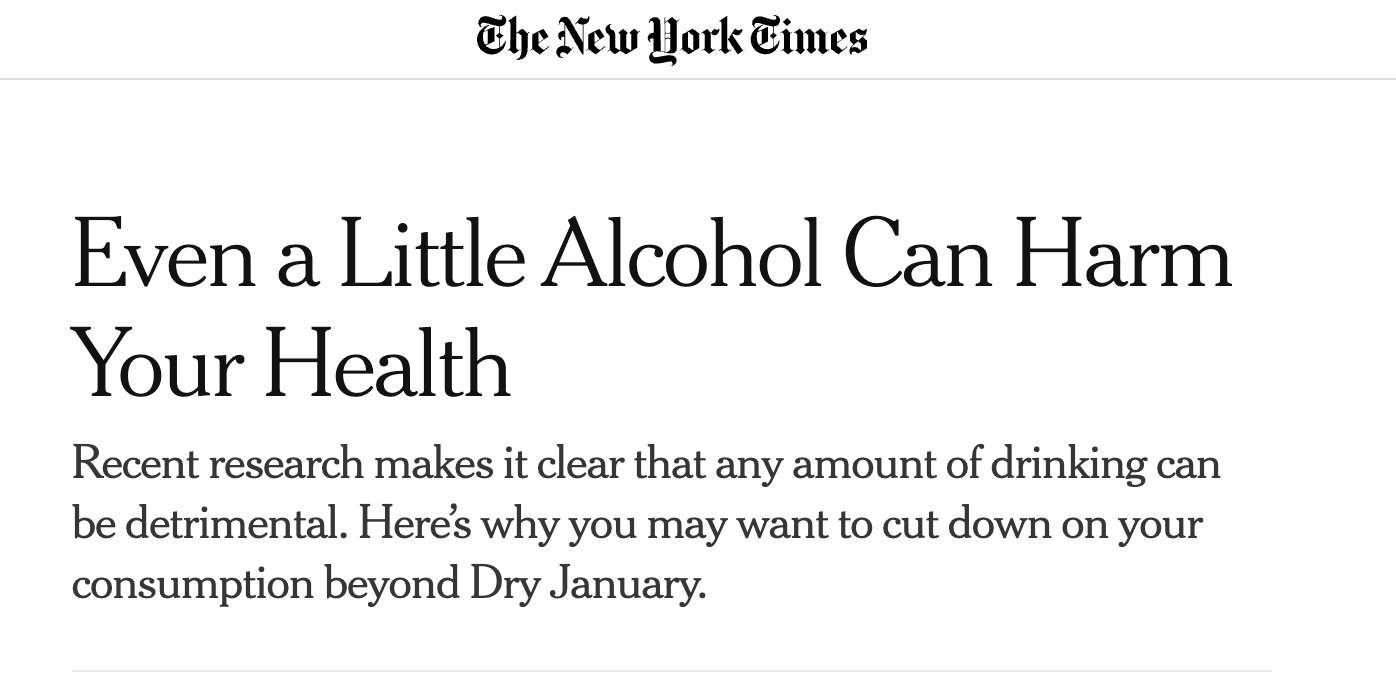 The New York Times
Even a Little Alcohol Can Harm
Your Health
Recent research makes it clear that any amount of drinking can
be detrimental. Here’s why you may want to cut down on your
consumption beyond Dry January.